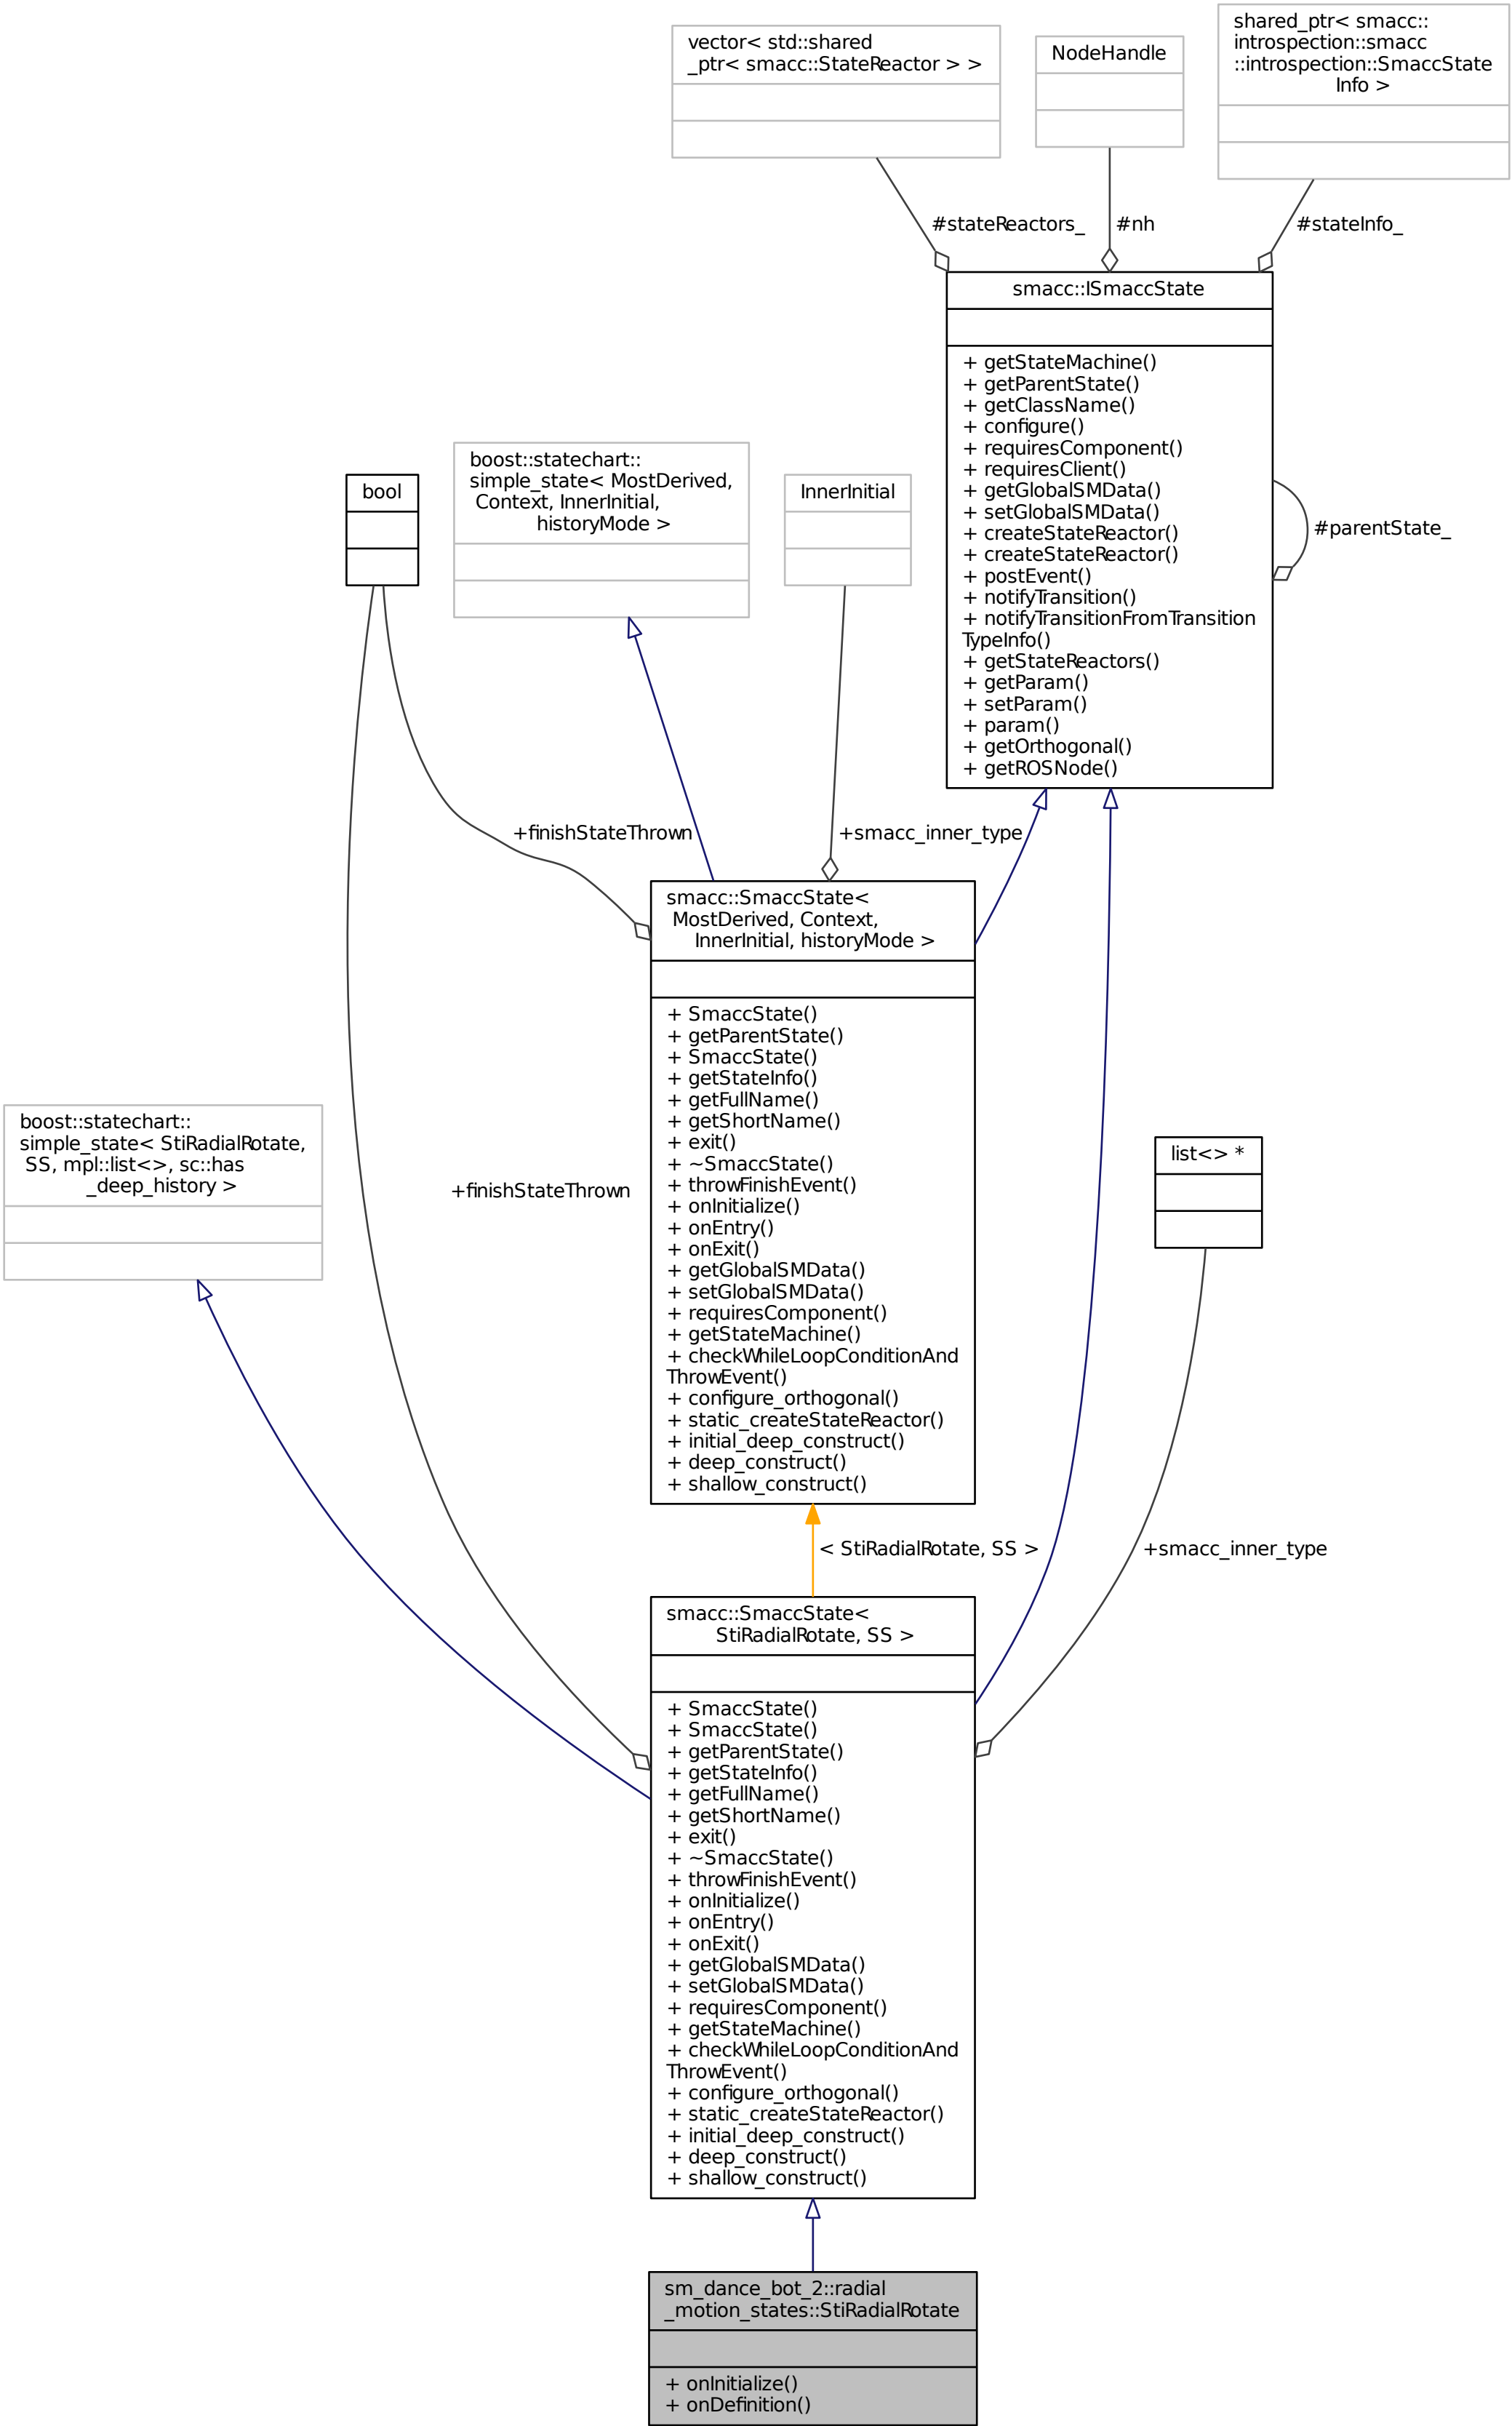 vector< std::shared
_ptr< smacc::StateReactor > >
NodeHandle
shared_ptr< smacc::
introspection::smacc
::introspection::SmaccState
Info >
#stateReactors_
#nh
#stateInfo_
smacc::ISmaccState
+ getStateMachine()
+ getParentState()
+ getClassName()
+ configure()
+ requiresComponent()
+ requiresClient()
+ getGlobalSMData()
+ setGlobalSMData()
+ createStateReactor()
+ createStateReactor()
+ postEvent()
+ notifyTransition()
+ notifyTransitionFromTransition
TypeInfo()
+ getStateReactors()
+ getParam()
+ setParam()
+ param()
+ getOrthogonal()
+ getROSNode()
#parentState_
bool
boost::statechart::
simple_state< MostDerived,
Context, InnerInitial,
historyMode >
InnerInitial
+finishStateThrown
+smacc_inner_type
smacc::SmaccState<
MostDerived, Context,
InnerInitial, historyMode >
+ SmaccState()
+ getParentState()
+ SmaccState()
+ getStateInfo()
+ getFullName()
+ getShortName()
+ exit()
+ ~SmaccState()
+ throwFinishEvent()
+ onInitialize()
+ onEntry()
+ onExit()
+ getGlobalSMData()
+ setGlobalSMData()
+ requiresComponent()
+ getStateMachine()
+ checkWhileLoopConditionAnd
ThrowEvent()
+ configure_orthogonal()
+ static_createStateReactor()
+ initial_deep_construct()
+ deep_construct()
+ shallow_construct()
boost::statechart::
simple_state< StiRadialRotate,
SS, mpl::list<>, sc::has
_deep_history >
+finishStateThrown
list<> *
< StiRadialRotate, SS >
+smacc_inner_type
smacc::SmaccState<
StiRadialRotate, SS >
+ SmaccState()
+ SmaccState()
+ getParentState()
+ getStateInfo()
+ getFullName()
+ getShortName()
+ exit()
+ ~SmaccState()
+ throwFinishEvent()
+ onInitialize()
+ onEntry()
+ onExit()
+ getGlobalSMData()
+ setGlobalSMData()
+ requiresComponent()
+ getStateMachine()
+ checkWhileLoopConditionAnd
ThrowEvent()
+ configure_orthogonal()
+ static_createStateReactor()
+ initial_deep_construct()
+ deep_construct()
+ shallow_construct()
sm_dance_bot_2::radial
_motion_states::StiRadialRotate
+ onInitialize()
+ onDefinition()